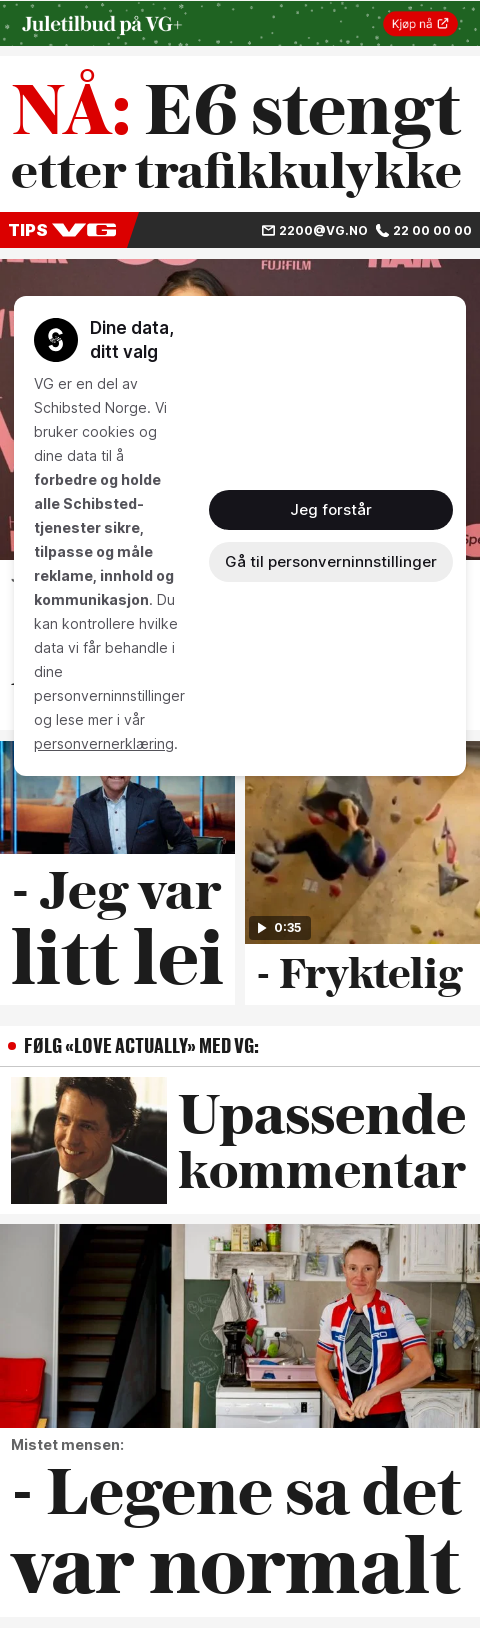 Juletilbud på VG+
Kjøp nå
NÅ: E6 stengt
etter trafikkulykke
TIPS VG
2200@VG.NO 22 00 00 00
FUJIFILM HAIR
Dine data,
ditt valg
VG er en del av
Schibsted Norge. Vi
bruker cookies og
dine data til å
forbedre og holde
alle Schibsted-
tjenester sikre,
tilpasse og måle
reklame, innhold og
kommunikasjon. Du
kan kontrollere hvilke
data vi får behandle i
dine
personverninnstillinger
og lese mer i vår
personvernerklæring.
Jeg forstår
Gå til personverninnstillinger
- Jeg var
litt lei
0:35
- Fryktelig
FØLG «LOVE ACTUALLY» MED VG:
Upassende
kommentar
Mistet mensen:
- Legene sa det
var normalt